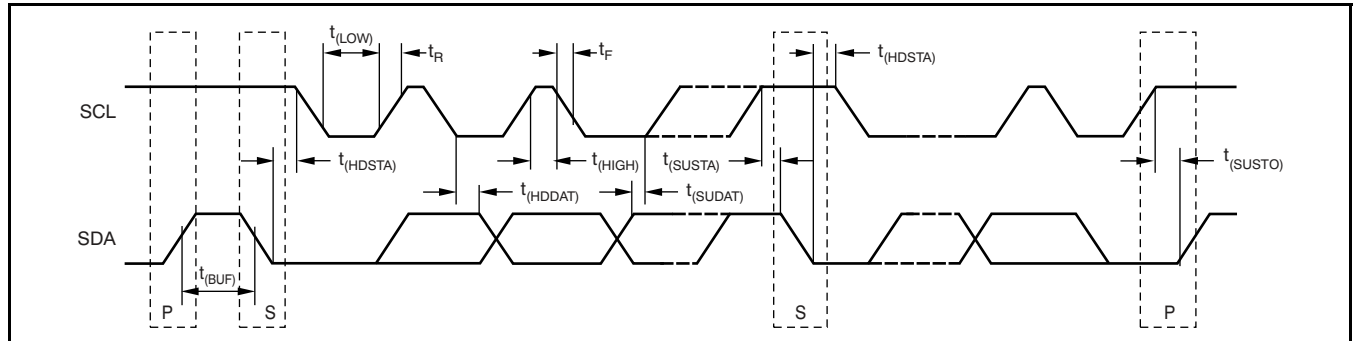 t(LOW)
tR
tF
t(HDSTA)
SCL
t(HDSTA)
t(HIGH)
t(SUSTA)
t(SUSTO)
t(HDDAT)
t(SUDAT)
SDA
t(BUF)
P
S
S
P